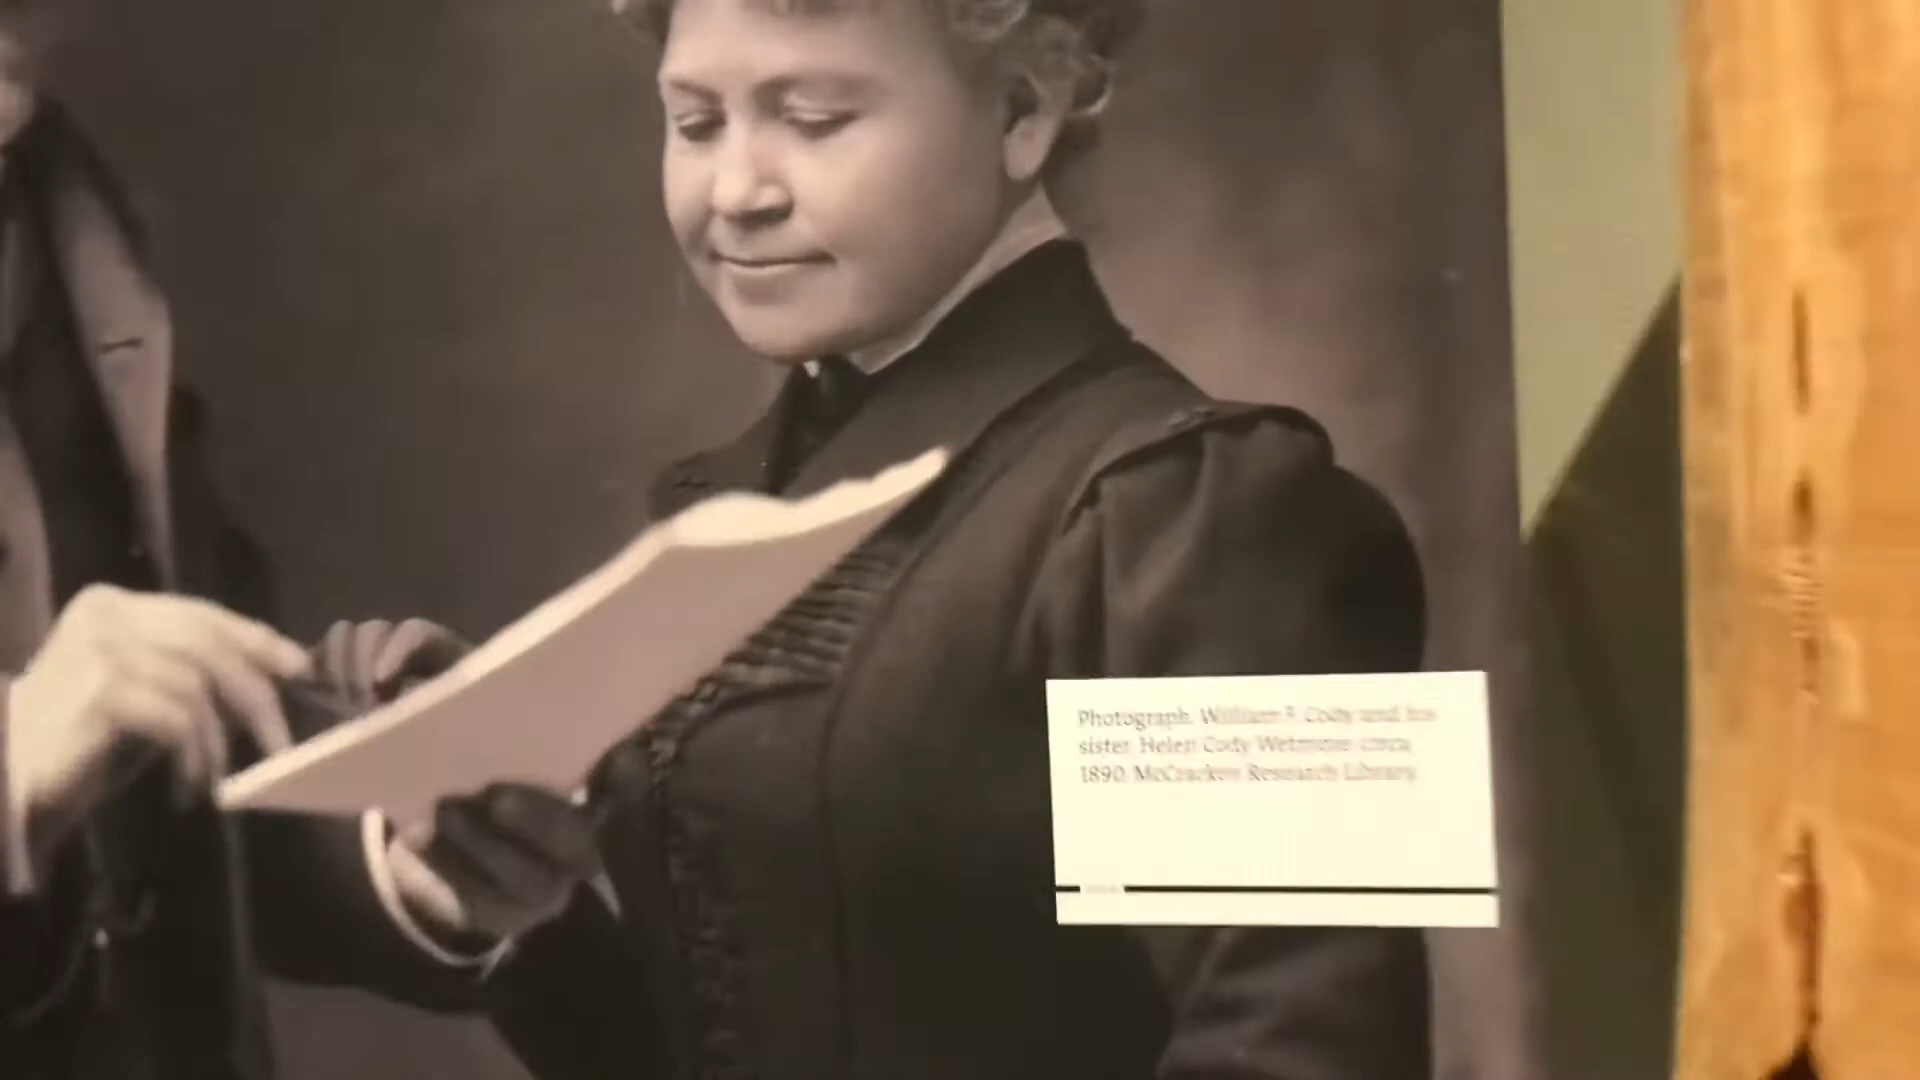 Photograph, William F. Cody and his
sister Helen Cody Wetmore, circa
1890. McCracken Research Library